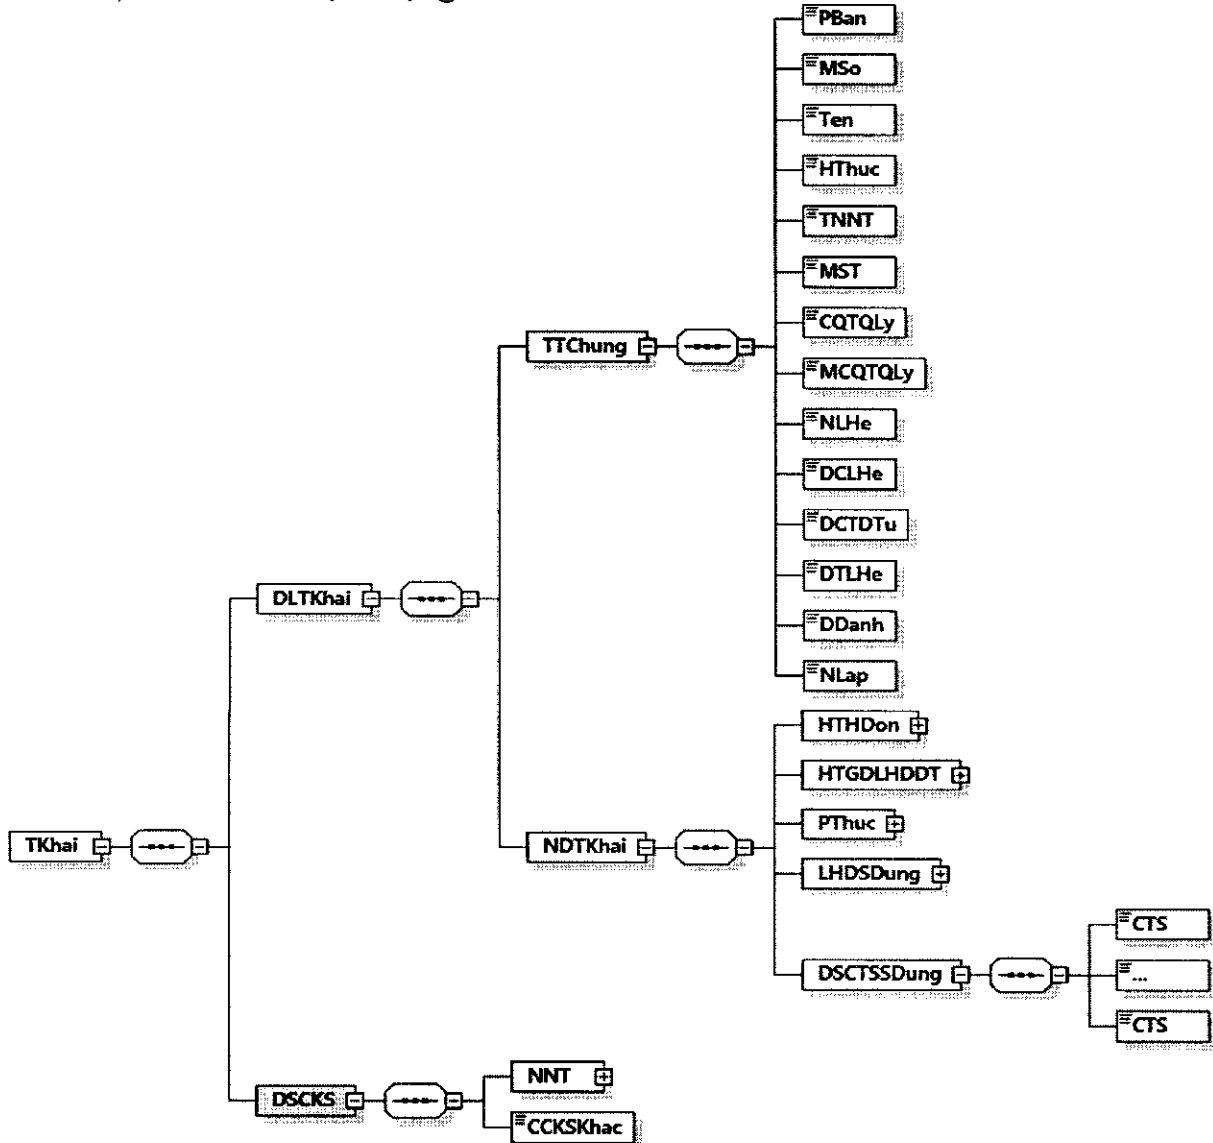 PBan
MSo
Ten
HThuc
TNNT
MST
CQTQLy
TTChung
MCQTQLy
NLHe
DCLHe
DCTDTu
DTLHe
DLTKhai
DDanh
NLap
HTHDon
HTGDLHDDT
PThuc
TKhai
NDTKhai
LHDSDung
CTS
DSCTSSDung
...
CTS
NNT
DSCKS
CCKSKhac